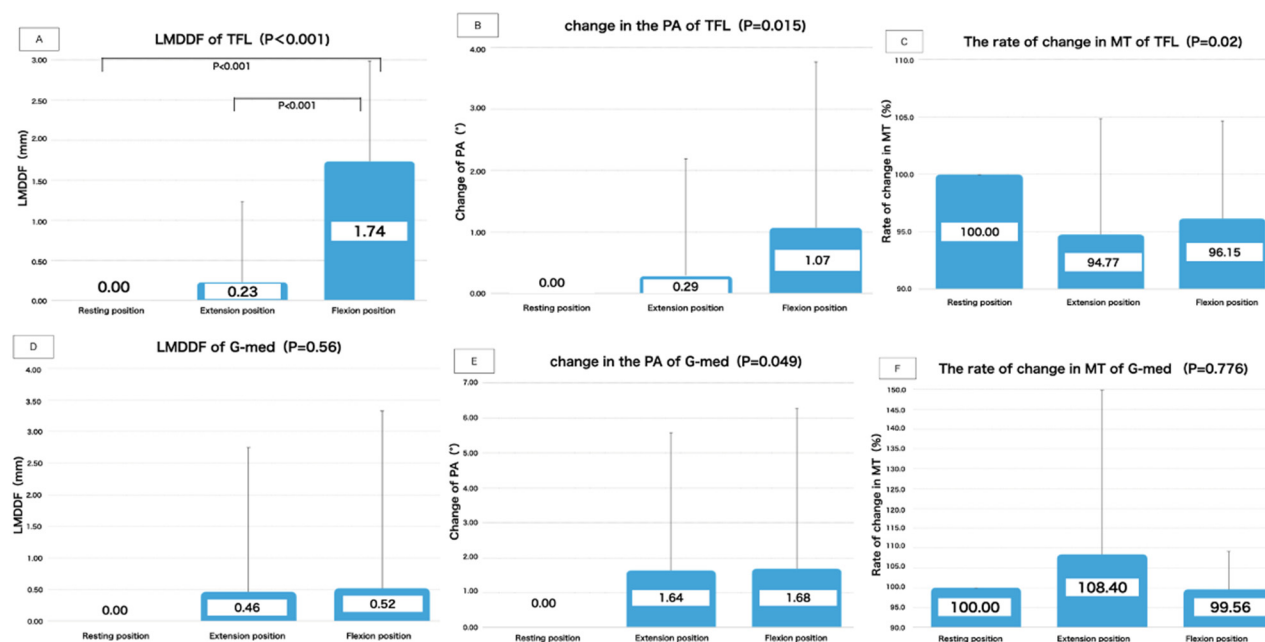 A
LMDDF of TFL (P<0.001)
P<0.001
P<0.001
LMDDF (mm)
3.00
2.50
2.00
1.50
1.00
0.50
0.00
0.00
0.23
1.74
Resting position
Extension position
Flexion position
B
change in the PA of TFL (P=0.015)
Change of PA (°)
4.00
3.00
2.00
1.00
0.00
0.00
0.29
1.07
Resting position
Extension position
Flexion position
C
The rate of change in MT of TFL (P=0.02)
Rate of change in MT (%)
110.0
105.0
100.0
95.0
90.0
100.00
94.77
96.15
Resting position
Extension position
Flexion position
D
LMDDF of G-med (P=0.56)
LMDDF (mm)
4.00
3.50
3.00
2.50
2.00
1.50
1.00
0.50
0.00
0.00
0.46
0.52
Resting position
Extension position
Flexion position
E
change in the PA of G-med (P=0.049)
Change of PA (°)
7.00
6.00
5.00
4.00
3.00
2.00
1.00
0.00
0.00
1.64
1.68
Resting position
Extension position
Flexion position
F
The rate of change in MT of G-med (P=0.776)
Rate of change in MT (%)
150.0
145.0
140.0
135.0
130.0
125.0
120.0
115.0
110.0
105.0
100.0
95.0
90.0
100.00
108.40
99.56
Resting position
Extension position
Flexion position